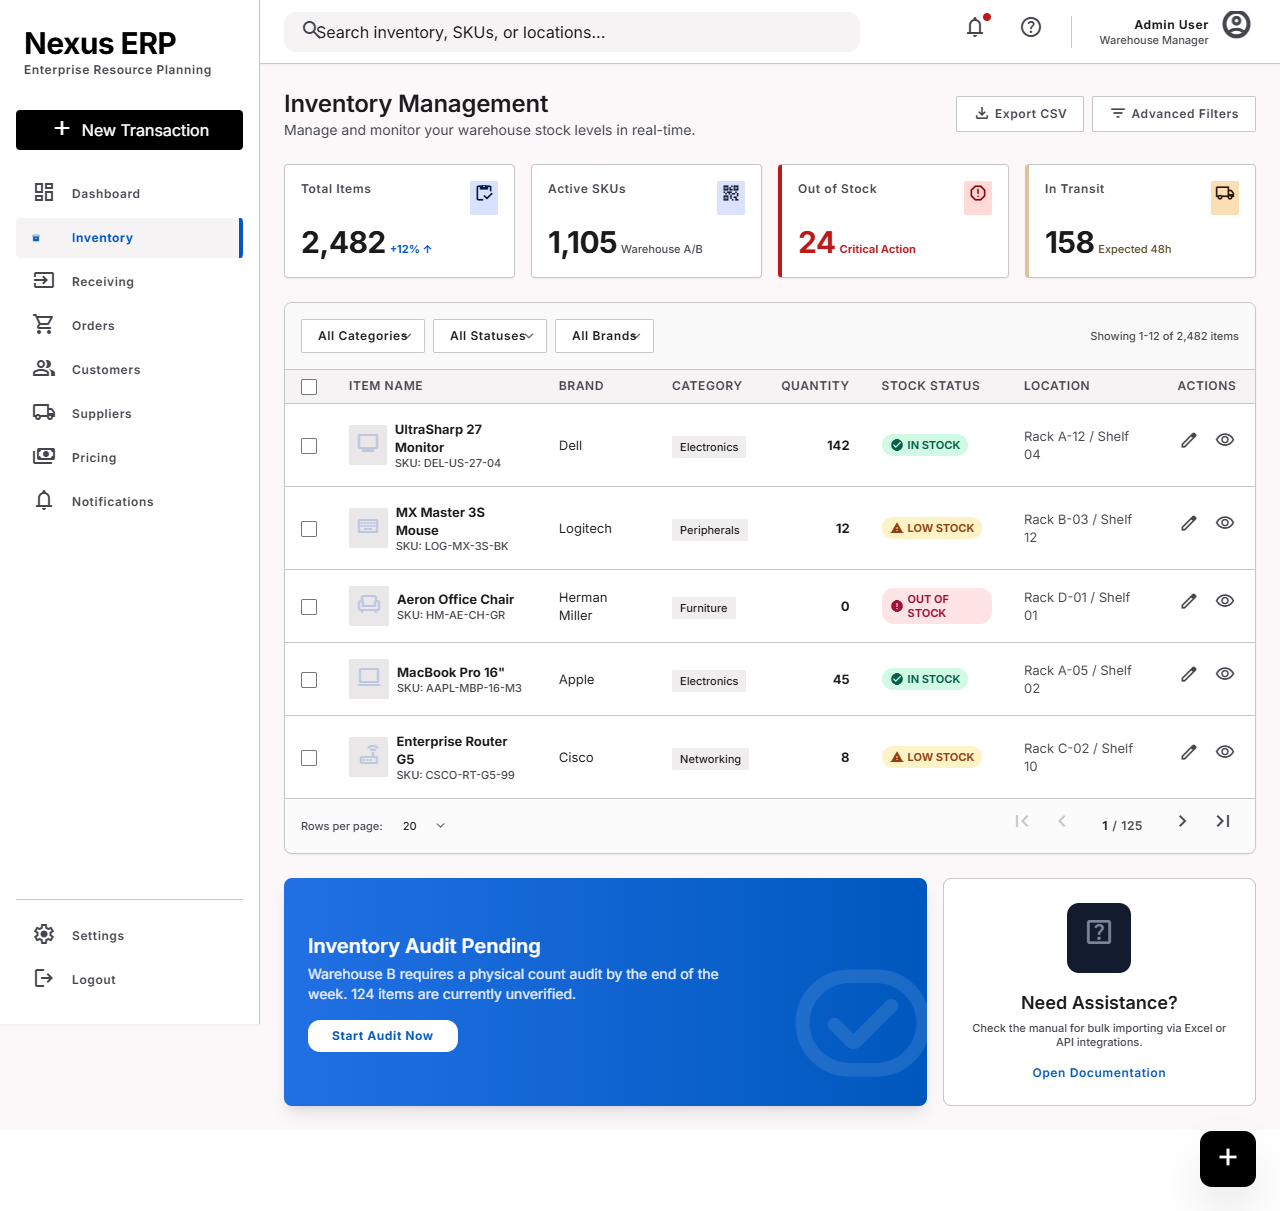 Nexus ERP
Enterprise Resource Planning
New Transaction
Dashboard
Inventory
Receiving
Orders
Customers
Suppliers
Pricing
Notifications
Settings
Logout
Search inventory, SKUs, or locations...
Admin User
Warehouse Manager
Inventory Management
Manage and monitor your warehouse stock levels in real-time.
Export CSV
Advanced Filters
Total Items
2,482 +12%
Active SKUs
1,105 Warehouse A/B
Out of Stock
24 Critical Action
In Transit
158 Expected 48h
All Categories
All Statuses
All Brands
Showing 1-12 of 2,482 items
ITEM NAME BRAND CATEGORY QUANTITY STOCK STATUS LOCATION ACTIONS
UltraSharp 27
Monitor
SKU: DEL-US-27-04
Dell
Electronics
142
IN STOCK
Rack A-12 / Shelf
04
MX Master 3S
Mouse
SKU: LOG-MX-3S-BK
Logitech
Peripherals
12
LOW STOCK
Rack B-03 / Shelf
12
Aeron Office Chair
SKU: HM-AE-CH-GR
Herman
Miller
Furniture
0
OUT OF
STOCK
Rack D-01 / Shelf
01
MacBook Pro 16"
SKU: AAPL-MBP-16-M3
Apple
Electronics
45
IN STOCK
Rack A-05 / Shelf
02
Enterprise Router
G5
SKU: CSCO-RT-G5-99
Cisco
Networking
8
LOW STOCK
Rack C-02 / Shelf
10
Rows per page: 20
1 / 125
Inventory Audit Pending
Warehouse B requires a physical count audit by the end of the
week. 124 items are currently unverified.
Start Audit Now
Need Assistance?
Check the manual for bulk importing via Excel or
API integrations.
Open Documentation